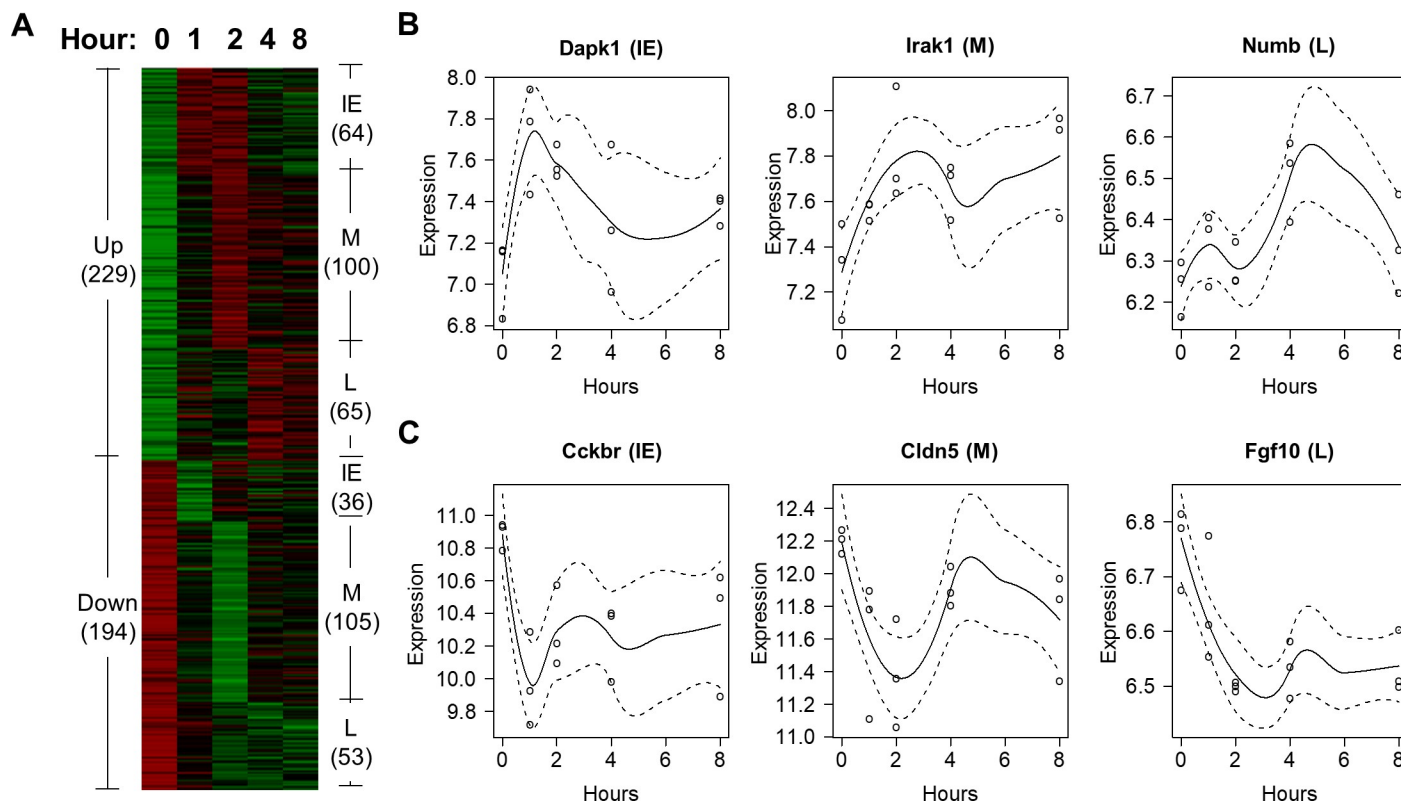 A
Hour: 0 1 2 4 8
Up
(229)
Down
(194)
IE
(64)
M
(100)
L
(65)
IE
(36)
M
(105)
L
(53)
B
Dapk1 (IE)
Expression
8.0
7.8
7.6
7.4
7.2
7.0
6.8
0 2 4 6 8
Hours
Irak1 (M)
Expression
8.0
7.8
7.6
7.4
7.2
0 2 4 6 8
Hours
Numb (L)
Expression
6.7
6.6
6.5
6.4
6.3
6.2
0 2 4 6 8
Hours
C
Cckbr (IE)
Expression
11.0
10.8
10.6
10.4
10.2
10.0
9.8
0 2 4 6 8
Hours
Cldn5 (M)
Expression
12.4
12.2
12.0
11.8
11.6
11.4
11.2
11.0
0 2 4 6 8
Hours
Fgf10 (L)
Expression
6.8
6.7
6.6
6.5
0 2 4 6 8
Hours